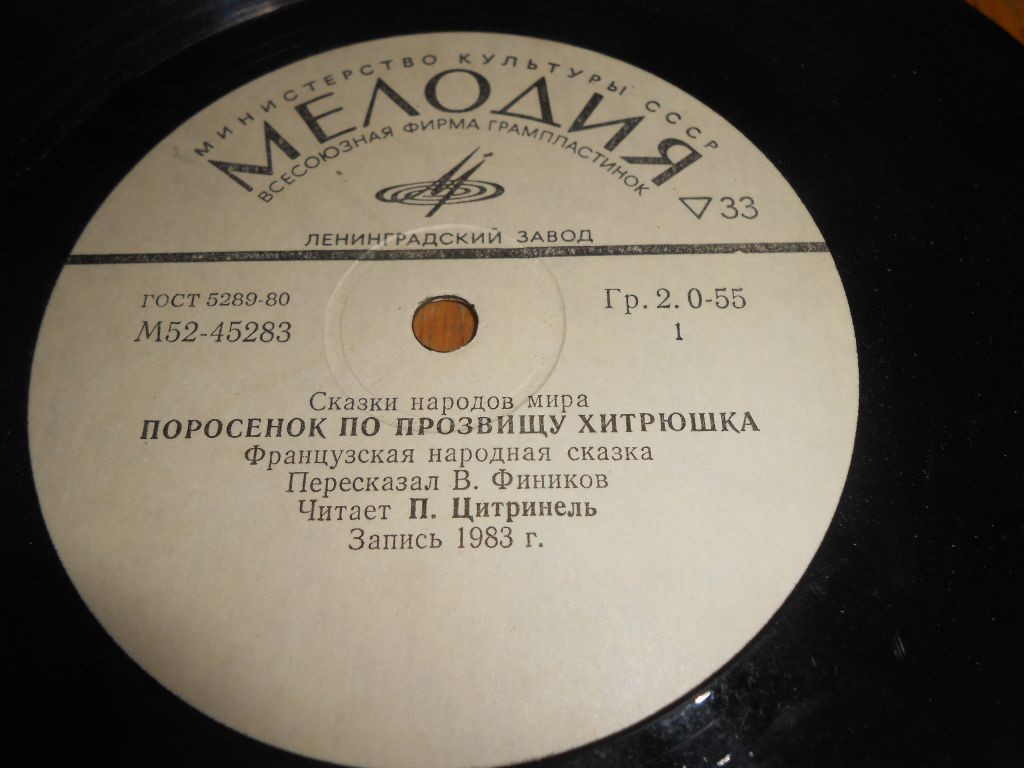 МИНИСТЕРСТВО КУЛЬТУРЫ СССР
МЕЛОДИЯ
ВСЕСОЮЗНАЯ ФИРМА ГРАМПЛАСТИНОК
33
ЛЕНИНГРАДСКИЙ ЗАВОД
ГОСТ 5289-80
М52-45283
Гр. 2. 0-55
1
Сказки народов мира
ПОРОСЕНОК ПО ПРОЗВИЩУ ХИТРЮШКА
Французская народная сказка
Пересказал В. Фиников
Читает П. Цитринель
Запись 1983 г.